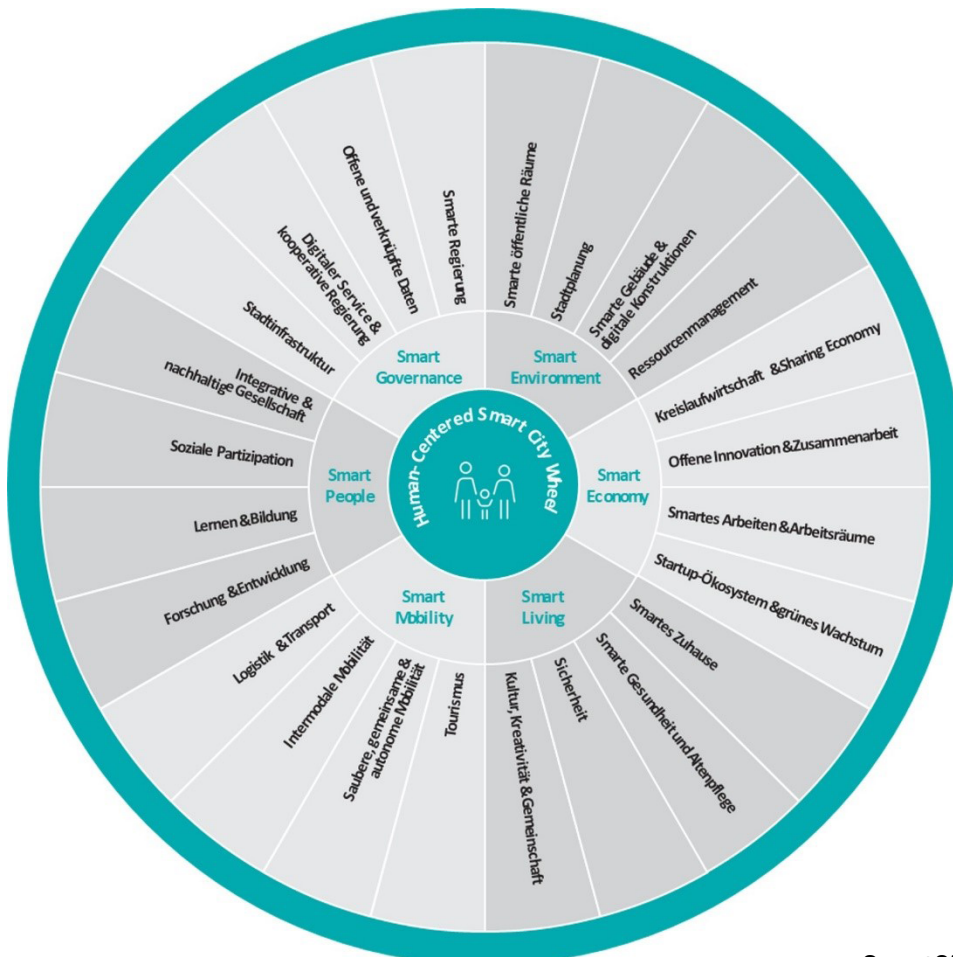 Human-Centered Smart City Wheel
Smart
Governance
Smart
Environment
Smart
Economy
Smart
Living
Smart
Mobility
Smart
People
Smarte öffentliche Räume
Stadtplanung
Smarte Gebäude &
digitale Konstruktionen
Ressourcenmanagement
Kreislaufwirtschaft & Sharing Economy
Offene Innovation & Zusammenarbeit
Smartes Arbeiten & Arbeitsräume
Startup-Ökosystem & grünes Wachstum
Smartes Zuhause
Smarte Gesundheit und Altenpflege
Sicherheit
Kultur, Kreativität & Gemeinschaft
Tourismus
Saubere, gemeinsame &
autonome Mobilität
Intermodale Mobilität
Logistik & Transport
Forschung & Entwicklung
Lernen & Bildung
Soziale Partizipation
Integrative &
nachhaltige Gesellschaft
Stadtinfrastruktur
Digitaler Service &
kooperative Regierung
Offene und verknüpfte Daten
Smarte Regierung